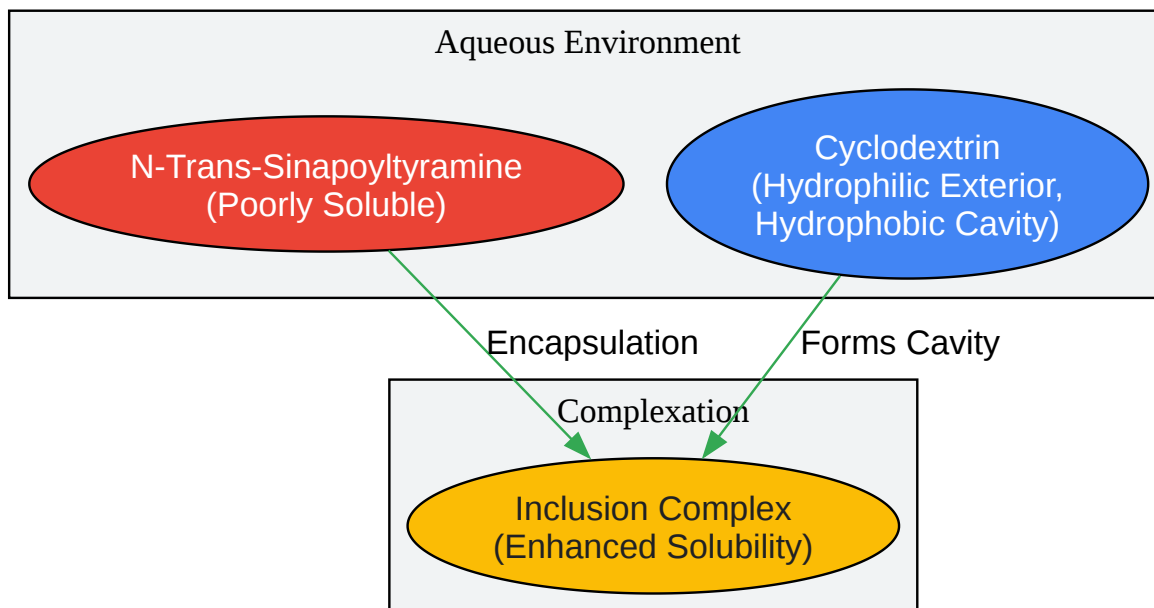 Aqueous Environment
N-Trans-Sinapoyltyramine
(Poorly Soluble)
Cyclodextrin
(Hydrophilic Exterior,
Hydrophobic Cavity)
Encapsulation
Forms Cavity
Complexation
Inclusion Complex
(Enhanced Solubility)